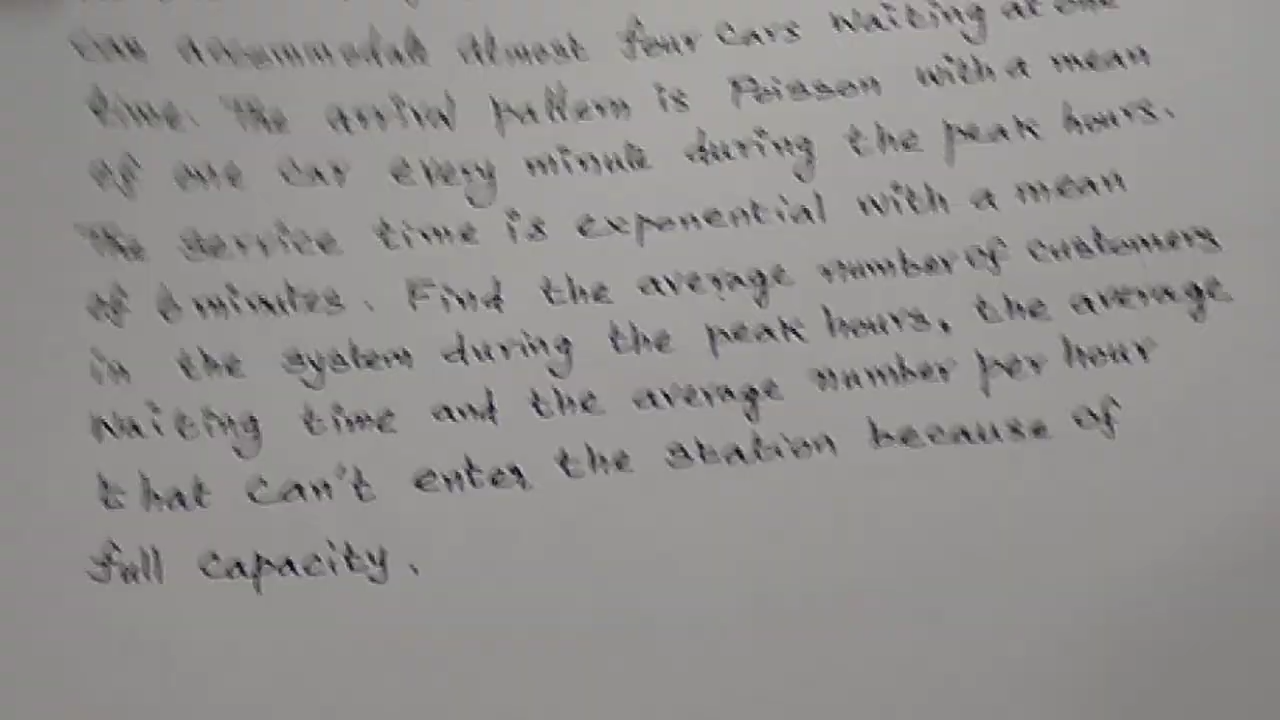 can accommodate almost four cars waiting at one
time. The arrival pattern is Poisson with a mean
of one car every minute during the peak hours.
The service time is exponential with a mean
of 6 minutes. Find the average number of customers
in the system during the peak hours, the average
waiting time and the average number per hour
that can't enter the station because of
full capacity.